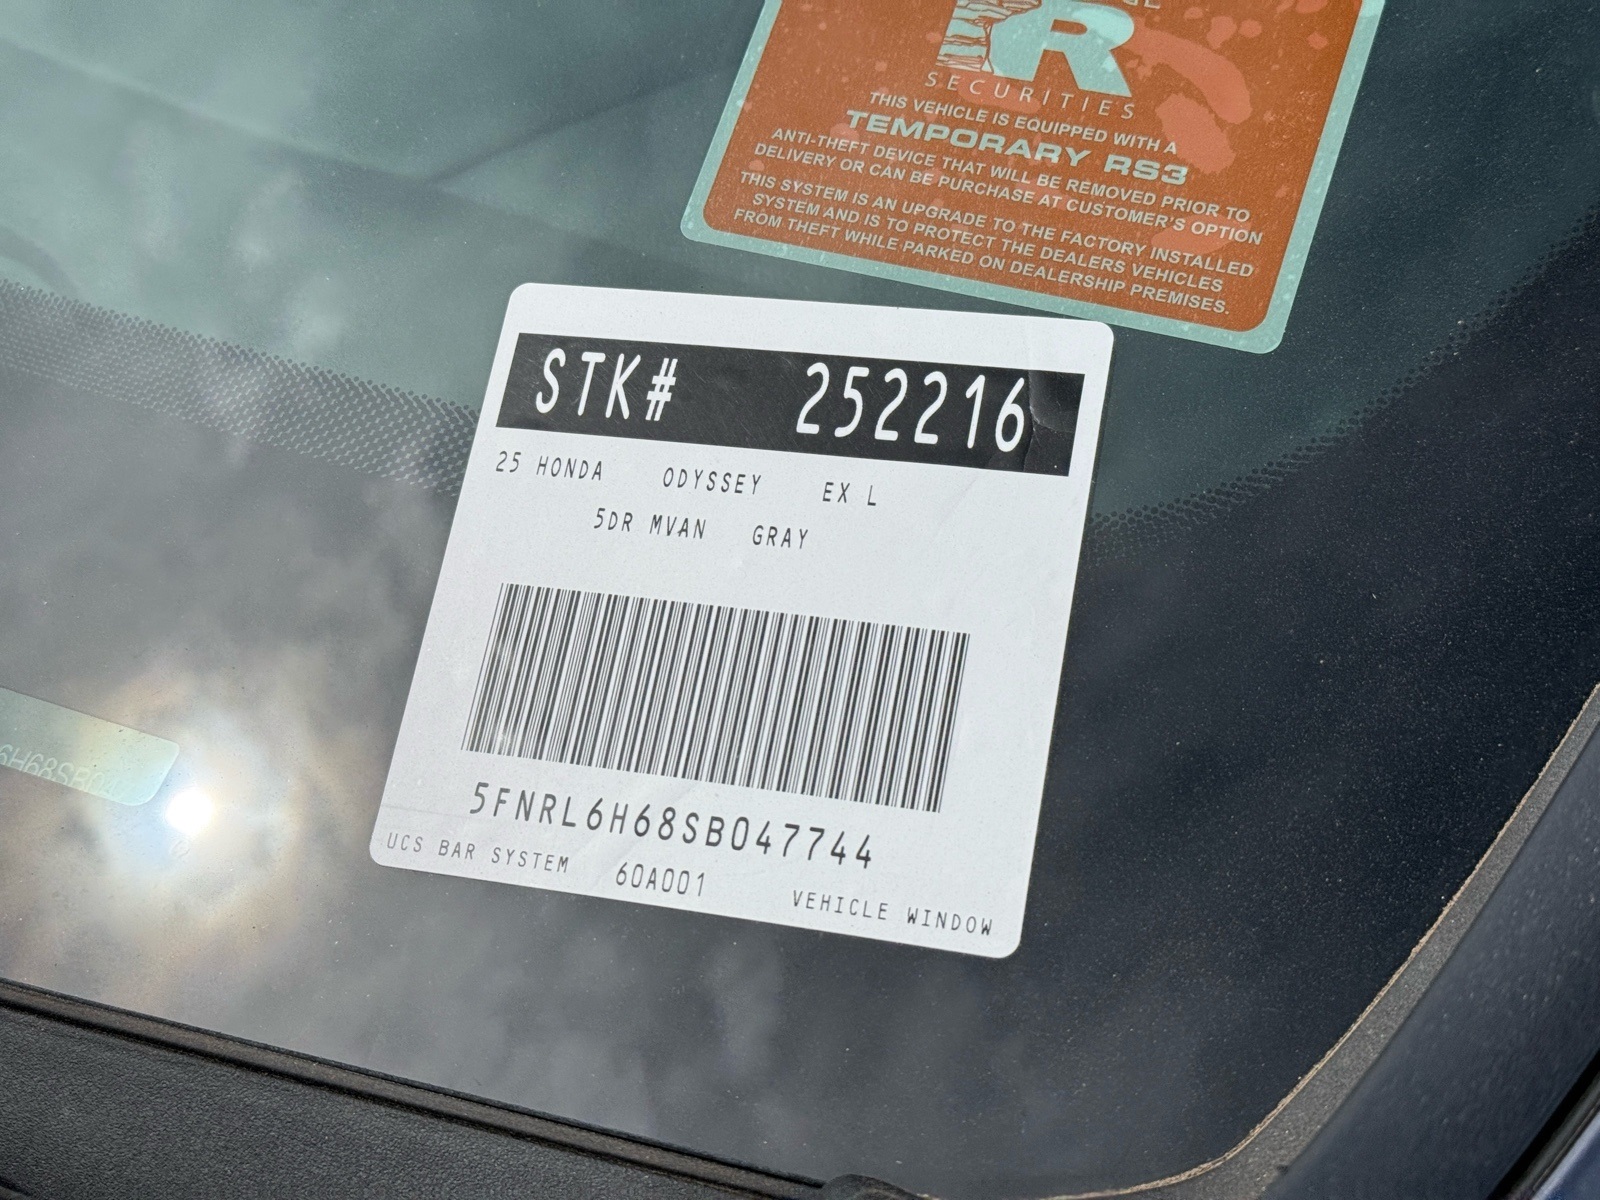 R
SECURITIES
THIS VEHICLE IS EQUIPPED WITH A
TEMPORARY RS3
ANTI-THEFT DEVICE THAT WILL BE REMOVED PRIOR TO
DELIVERY OR CAN BE PURCHASE AT CUSTOMER'S OPTION
THIS SYSTEM IS AN UPGRADE TO THE FACTORY INSTALLED
SYSTEM AND IS TO PROTECT THE DEALERS VEHICLES
FROM THEFT WHILE PARKED ON DEALERSHIP PREMISES.
STK# 252216
25 HONDA ODYSSEY EX L
5DR MVAN GRAY
5FNRL6H68SB047744
UCS BAR SYSTEM 60A001 VEHICLE WINDOW
6H68SB0